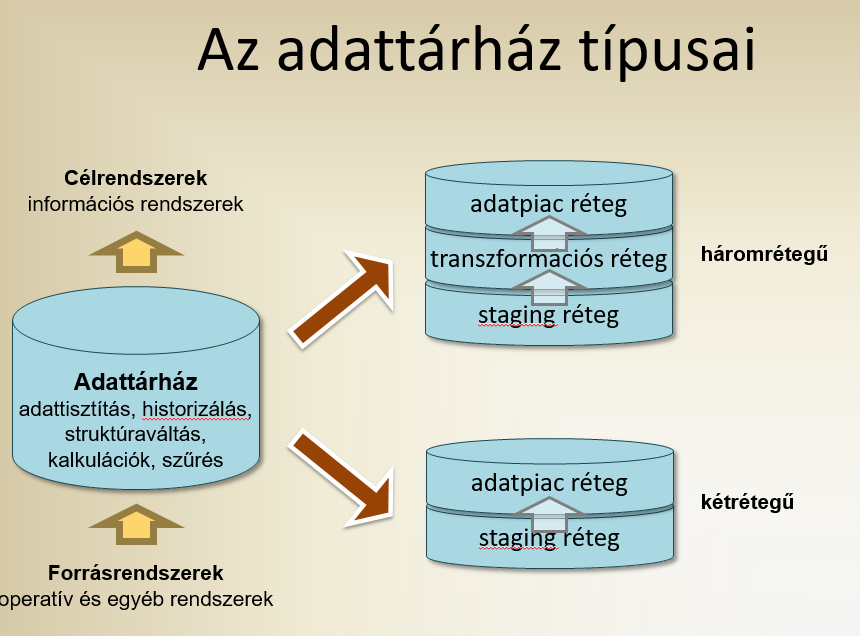 Az adattárház típusai
Célrendszerek
információs rendszerek
Adattárház
adattisztítás, historizálás,
struktúraváltás,
kalkulációk, szűrés
Forrásrendszerek
operatív és egyéb rendszerek
adatpiac réteg
transzformációs réteg
staging réteg
háromrétegű
adatpiac réteg
staging réteg
kétrétegű